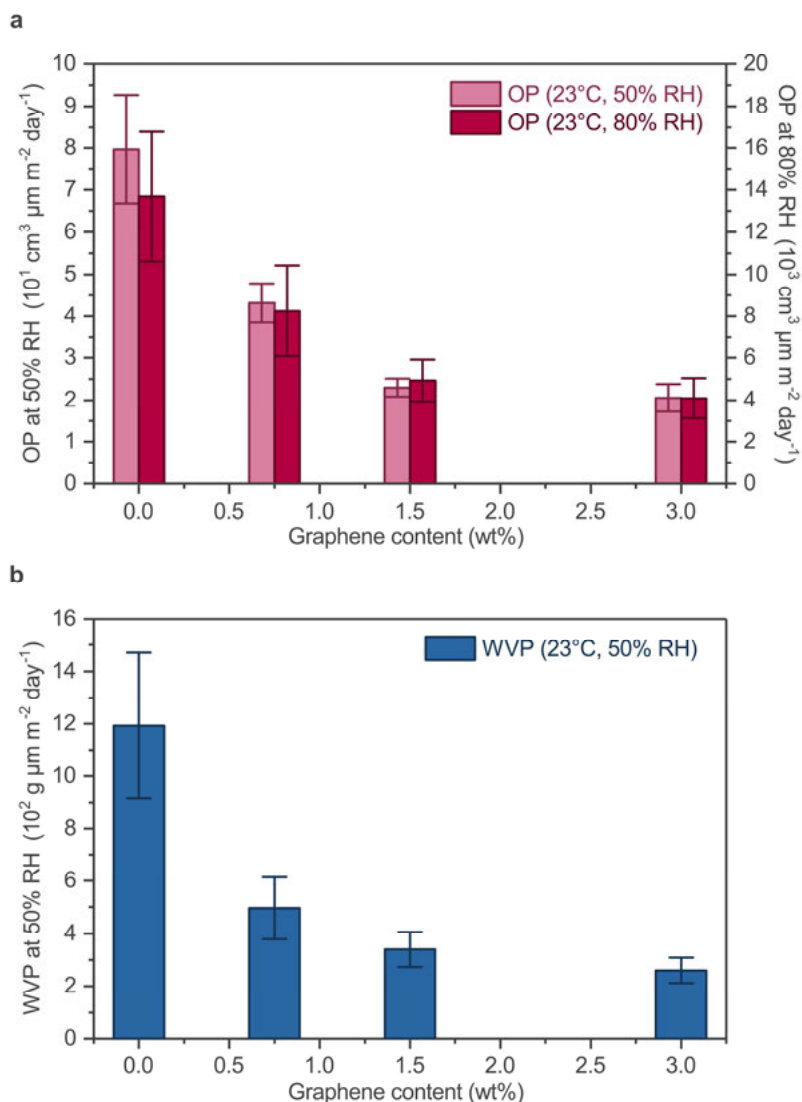 a
OP at 50% RH (10¹ cm³ µm m⁻² day⁻¹)
10
9
8
7
6
5
4
3
2
1
0
OP (23°C, 50% RH)
OP (23°C, 80% RH)
20
18
16
14
12
10
8
6
4
2
0
OP at 80% RH (10³ cm³ µm m⁻² day⁻¹)
0.0 0.5 1.0 1.5 2.0 2.5 3.0
Graphene content (wt%)
b
WVP at 50% RH (10² g µm m⁻² day⁻¹)
16
14
12
10
8
6
4
2
0
WVP (23°C, 50% RH)
0.0 0.5 1.0 1.5 2.0 2.5 3.0
Graphene content (wt%)